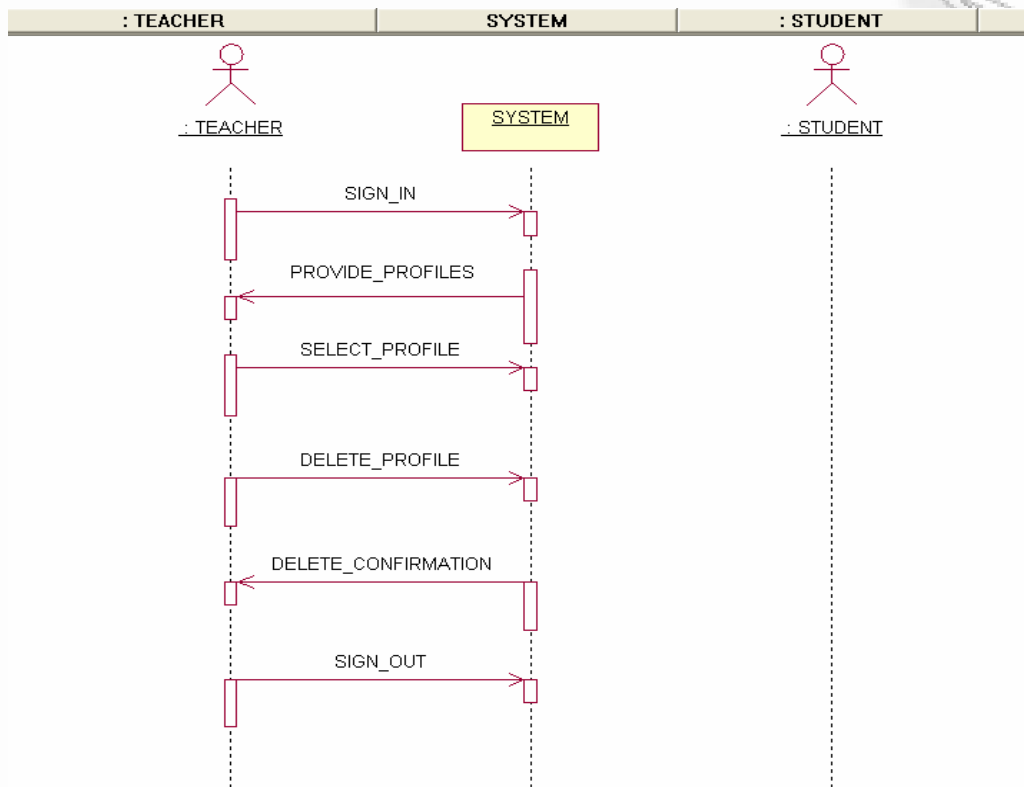 : TEACHER
SYSTEM
: STUDENT
: TEACHER
SYSTEM
: STUDENT
SIGN_IN
PROVIDE_PROFILES
SELECT_PROFILE
DELETE_PROFILE
DELETE_CONFIRMATION
SIGN_OUT